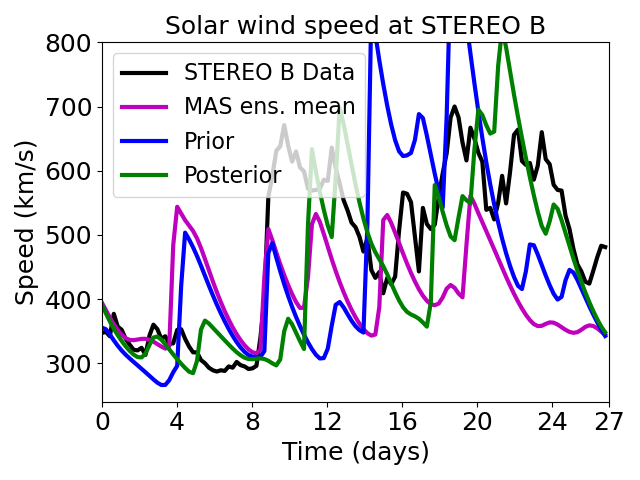 Solar wind speed at STEREO B
800
700
600
500
400
300
Speed (km/s)
STEREO B Data
MAS ens. mean
Prior
Posterior
0 4 8 12 16 20 24 27
Time (days)